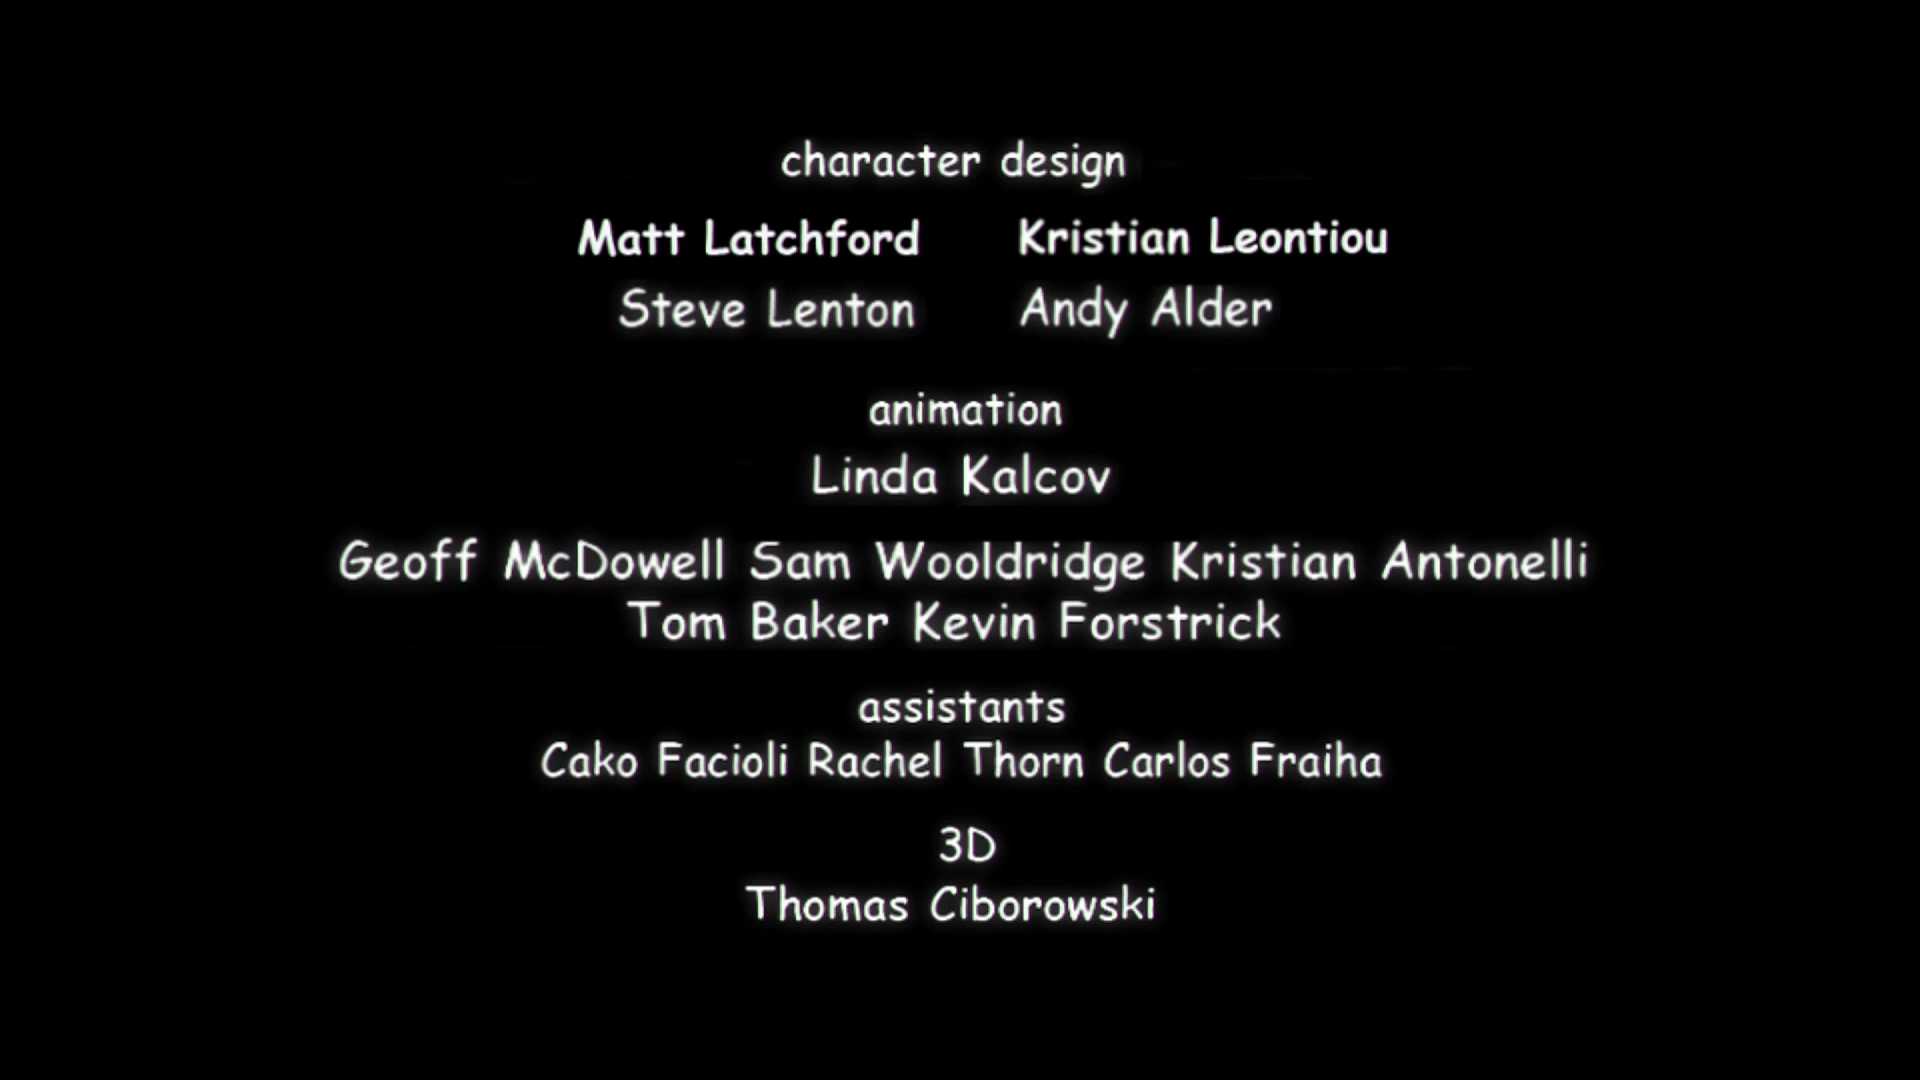 character design
Matt Latchford Kristian Leontiou
Steve Lenton Andy Alder
animation
Linda Kalcov
Geoff McDowell Sam Wooldridge Kristian Antonelli
Tom Baker Kevin Forstrick
assistants
Cako Facioli Rachel Thorn Carlos Fraiha
3D
Thomas Ciborowski